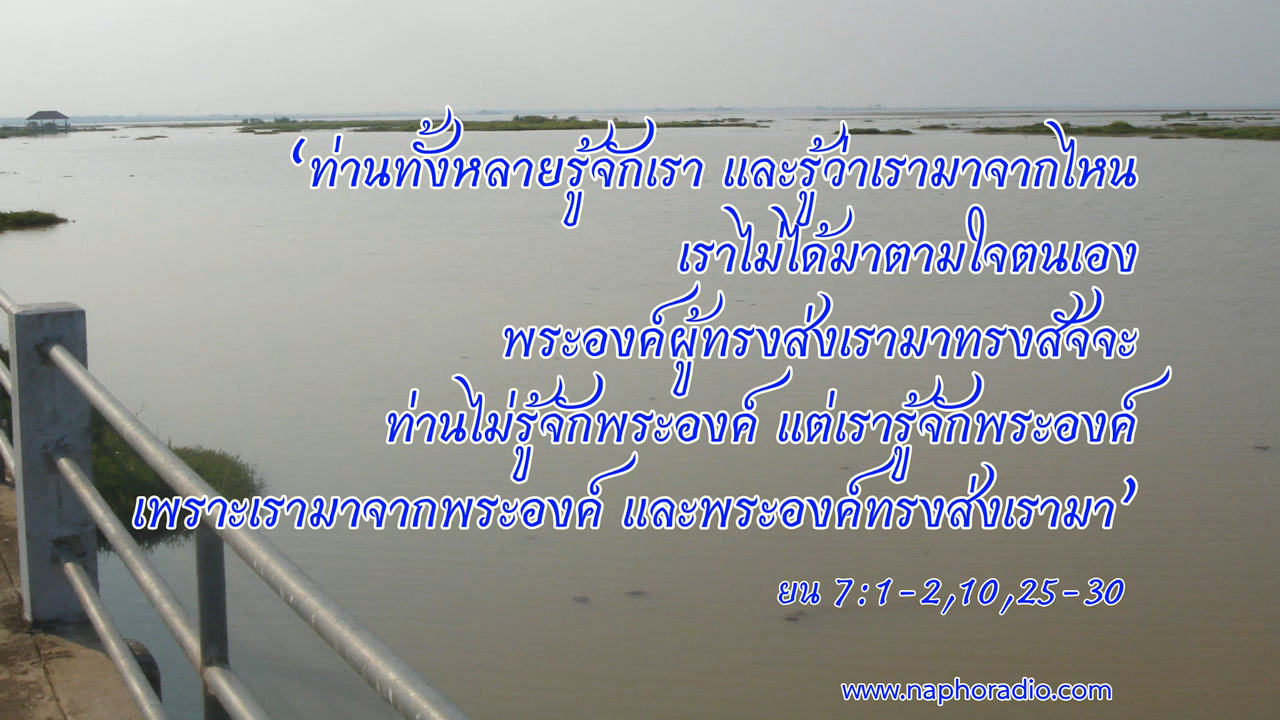 ‘ท่านทั้งหลายรู้จักเรา และรู้ว่าเรามาจากไหน
เราไม่ได้มาตามใจตนเอง
พระองค์ผู้ทรงส่งเรามาทรงสัจจะ
ท่านไม่รู้จักพระองค์ แต่เรารู้จักพระองค์
เพราะเรามาจากพระองค์ และพระองค์ทรงส่งเรามา’
ยน 7:1-2,10,25-30
www.naphoradio.com